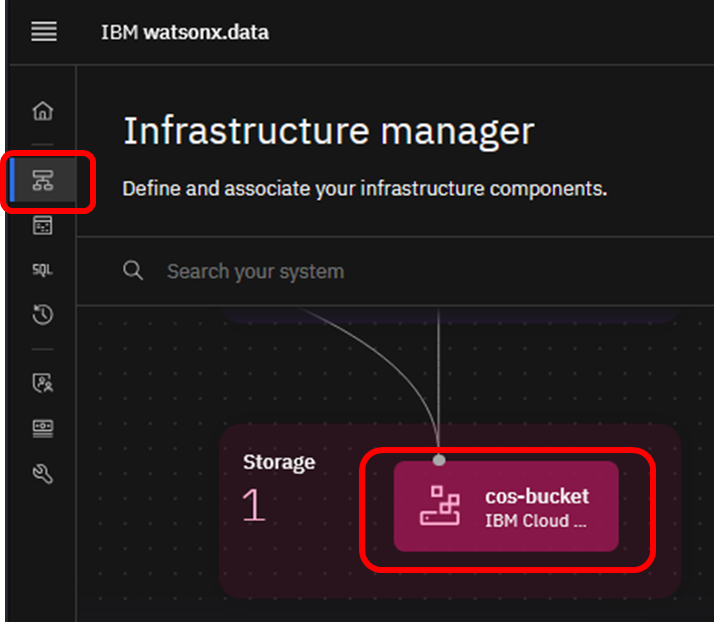 IBM watsonx.data
Infrastructure manager
Define and associate your infrastructure components.
SQL
Search your system
Storage
1
cos-bucket
IBM Cloud ...